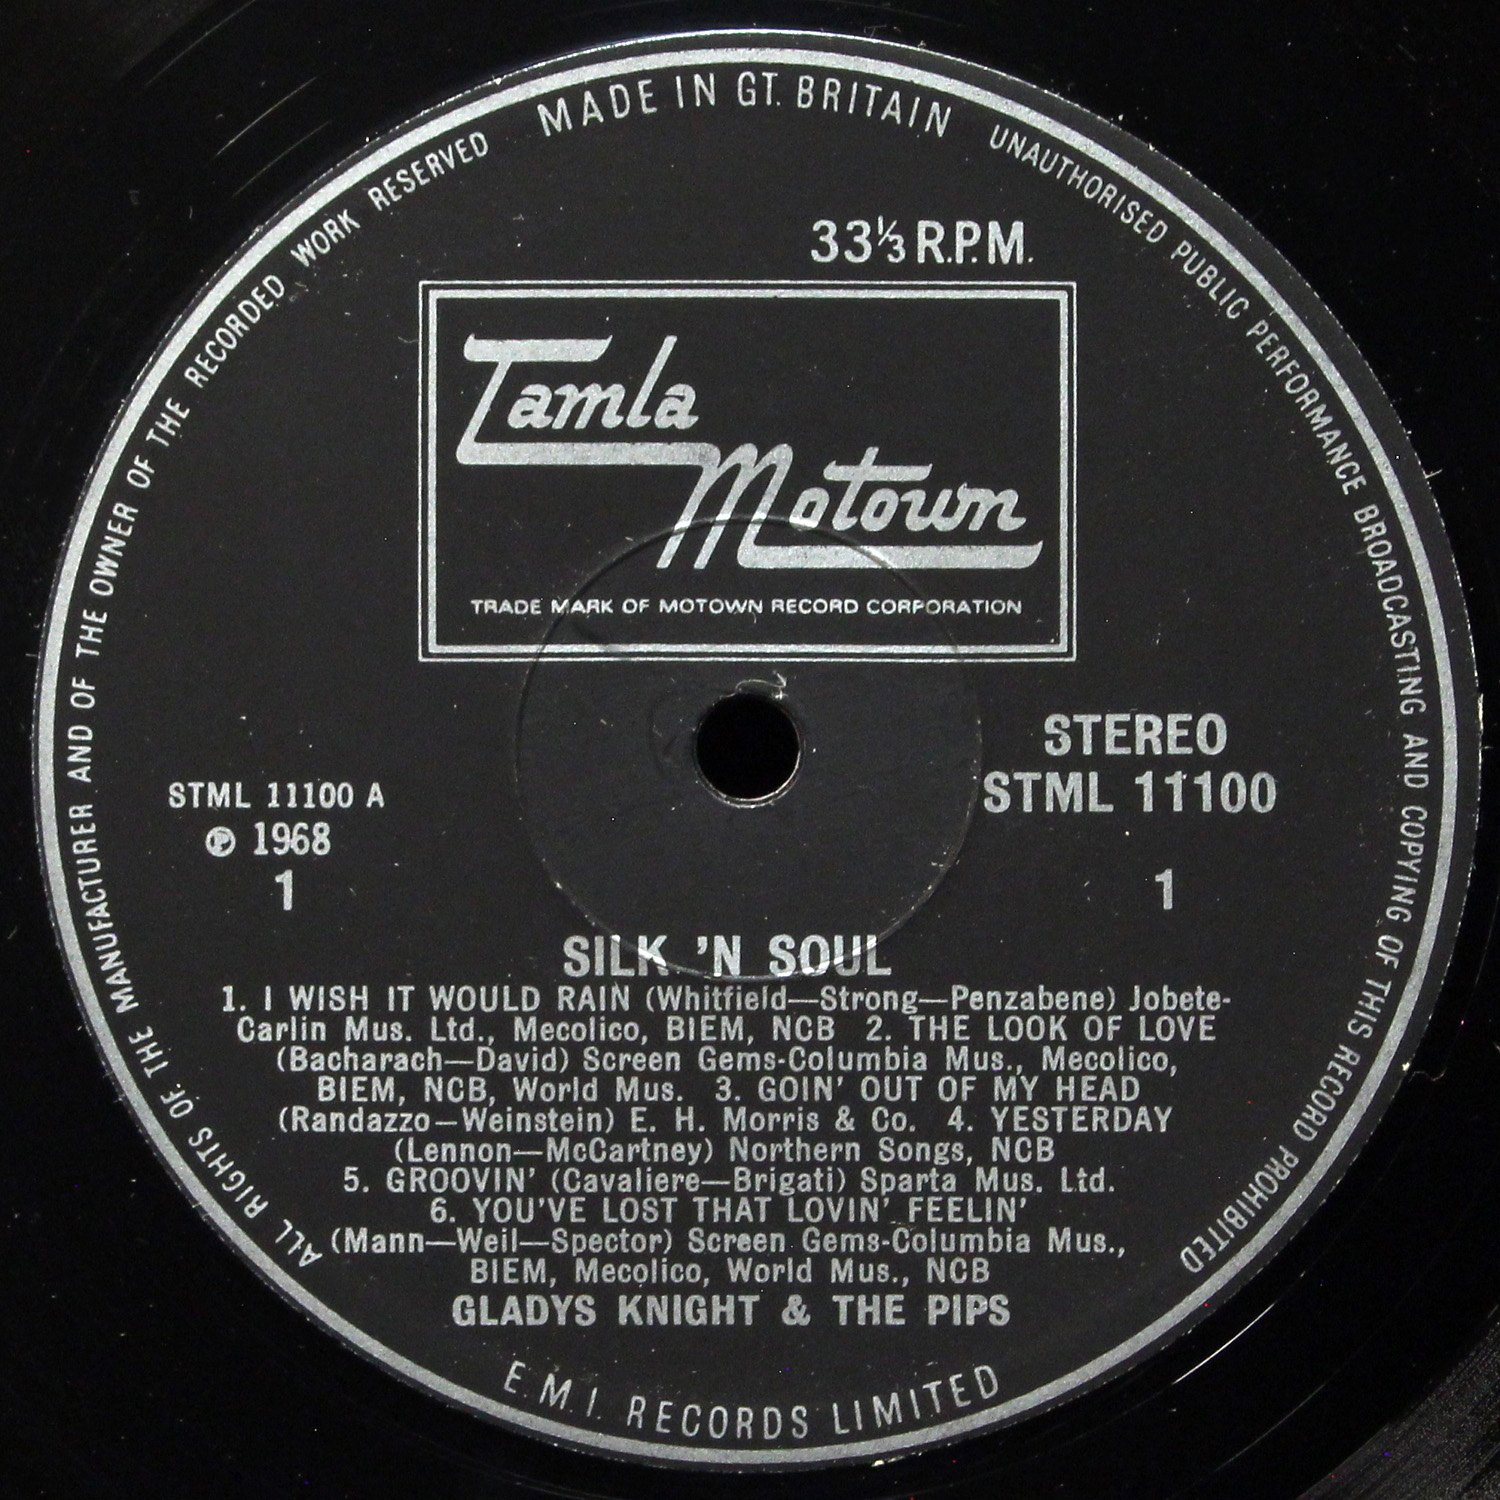 MADE IN GT. BRITAIN
UNAUTHORISED PUBLIC PERFORMANCE BROADCASTING AND COPYING OF THIS RECORD PROHIBITED
ALL RIGHTS OF THE MANUFACTURER AND OF THE OWNER OF THE RECORDED WORK RESERVED
33⅓ R.P.M.
Tamla
Motown
TRADE MARK OF MOTOWN RECORD CORPORATION
STEREO
STML 11100
1
STML 11100 A
℗ 1968
1
SILK 'N SOUL
1. I WISH IT WOULD RAIN (Whitfield—Strong—Penzabene) Jobete-
Carlin Mus. Ltd., Mecolico, BIEM, NCB 2. THE LOOK OF LOVE
(Bacharach—David) Screen Gems-Columbia Mus., Mecolico,
BIEM, NCB, World Mus. 3. GOIN' OUT OF MY HEAD
(Randazzo—Weinstein) E. H. Morris & Co. 4. YESTERDAY
(Lennon—McCartney) Northern Songs, NCB
5. GROOVIN' (Cavaliere—Brigati) Sparta Mus. Ltd.
6. YOU'VE LOST THAT LOVIN' FEELIN'
(Mann—Weil—Spector) Screen Gems-Columbia Mus.,
BIEM, Mecolico, World Mus., NCB
GLADYS KNIGHT & THE PIPS
E.M.I. RECORDS LIMITED